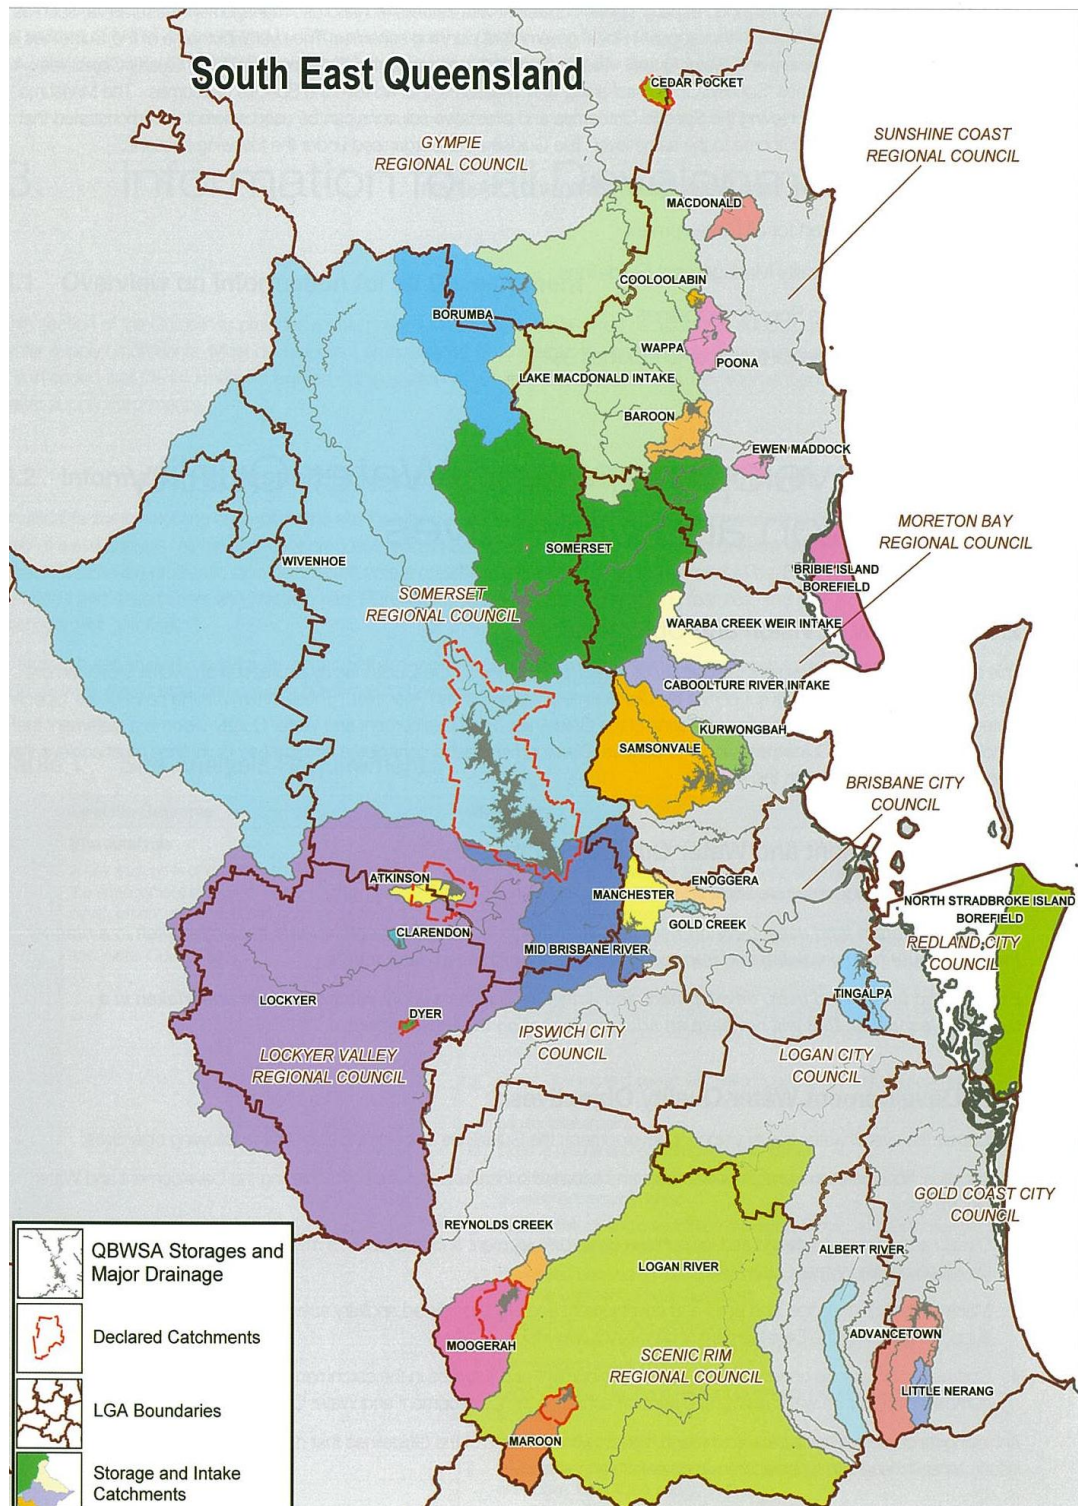 South East Queensland
CEDAR POCKET
GYMPIE
REGIONAL COUNCIL
SUNSHINE COAST
REGIONAL COUNCIL
MACDONALD
COOLOOLABIN
BORUMBA
WAPPA
POONA
LAKE MACDONALD INTAKE
BAROON
EWEN MADDOCK
MORETON BAY
REGIONAL COUNCIL
SOMERSET
WIVENHOE
BRIBIE ISLAND
BOREFIELD
SOMERSET
REGIONAL COUNCIL
WARABA CREEK WEIR INTAKE
CABOOLTURE RIVER INTAKE
KURWONGBAH
SAMSONVALE
BRISBANE CITY
COUNCIL
ATKINSON
ENOGGERA
MANCHESTER
NORTH STRADBROKE ISLAND
BOREFIELD
GOLD CREEK
CLARENDON
MID BRISBANE RIVER
REDLAND CITY
COUNCIL
TINGALPA
LOCKYER
DYER
IPSWICH CITY
COUNCIL
LOGAN CITY
COUNCIL
LOCKYER VALLEY
REGIONAL COUNCIL
GOLD COAST CITY
COUNCIL
REYNOLDS CREEK
ALBERT RIVER
LOGAN RIVER
ADVANCETOWN
MOOGERAH
SCENIC RIM
REGIONAL COUNCIL
LITTLE NERANG
MAROON
QBWSA Storages and
Major Drainage
Declared Catchments
LGA Boundaries
Storage and Intake
Catchments